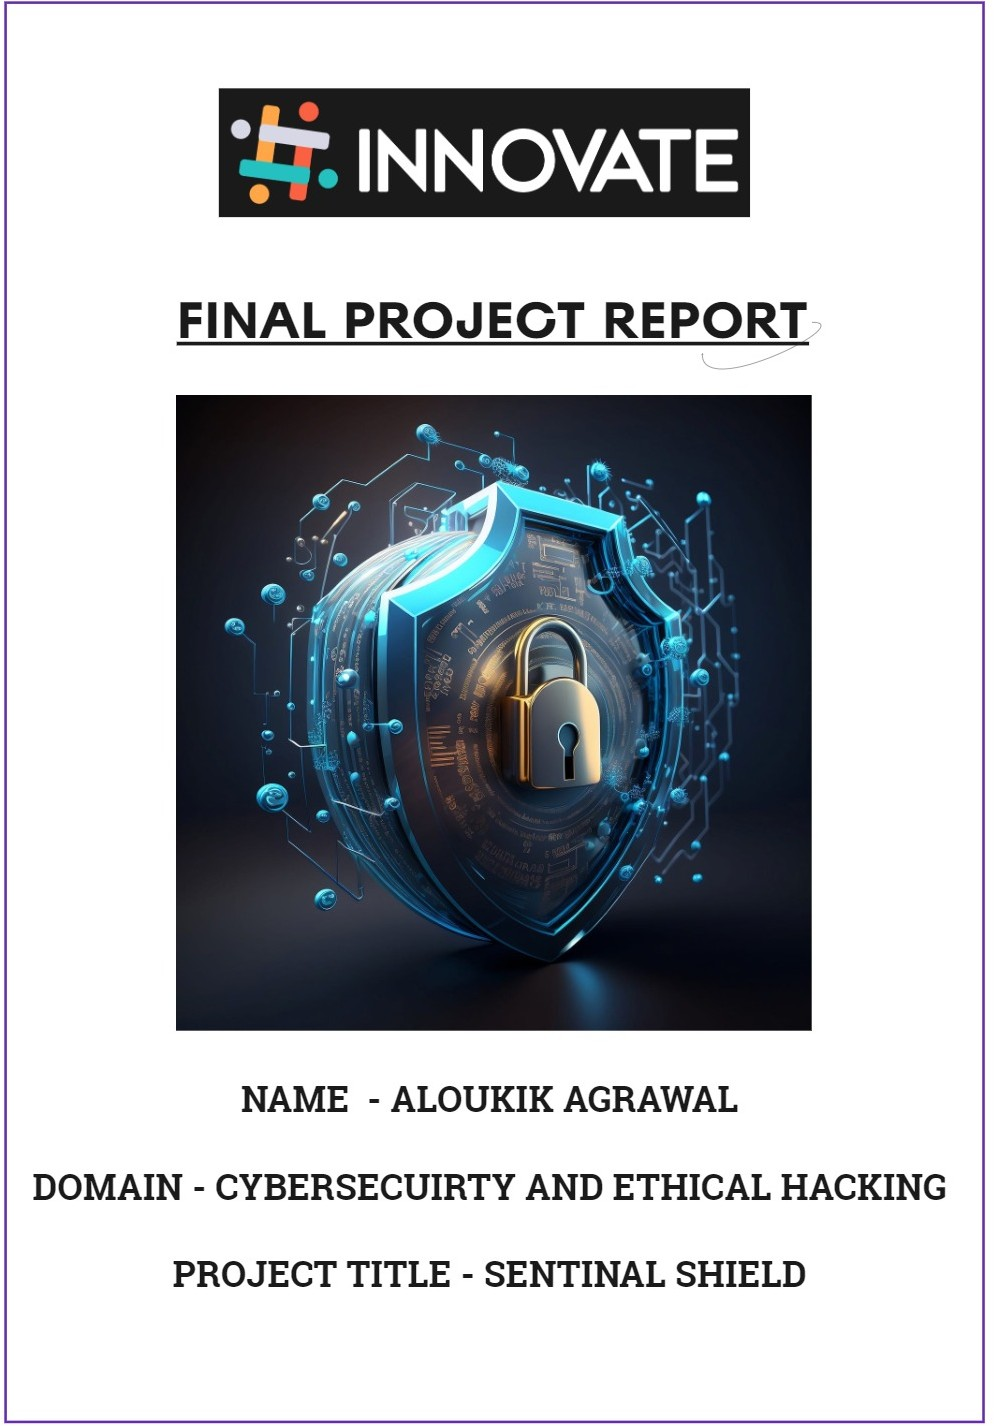 INNOVATE
FINAL PROJECT REPORT
NAME - ALOUKIK AGRAWAL
DOMAIN - CYBERSECUIRTY AND ETHICAL HACKING
PROJECT TITLE - SENTINAL SHIELD